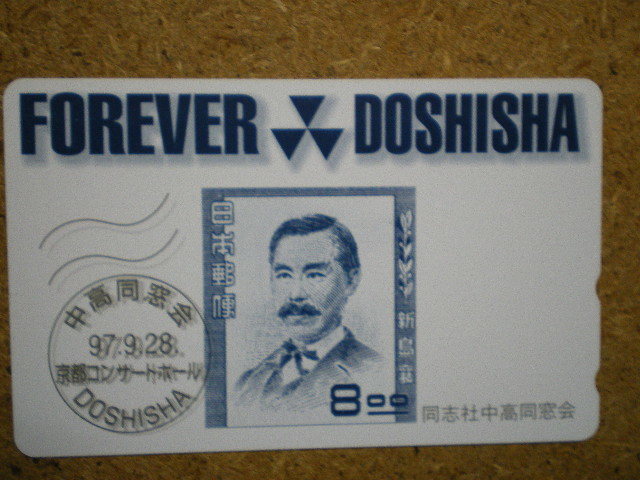 FOREVER DOSHISHA
日本郵便
新島襄
8.00
中高同窓会
97.9.28
京都コンサートホール
DOSHISHA
同志社中高同窓会